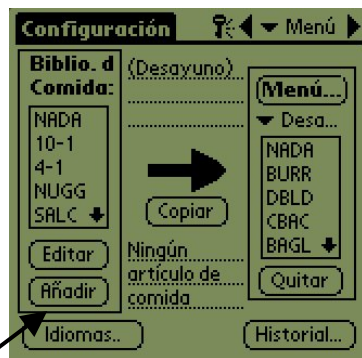 Configuración Menú
Biblio. d
Comida:
NADA
10-1
4-1
NUGG
SALC
Editar
Añadir
(Desayuno)
Copiar
Ningún
artículo de
comida
Menú...
Desa...
NADA
BURR
DBLD
CBAC
BAGL
Quitar
Idiomas.. Historial...